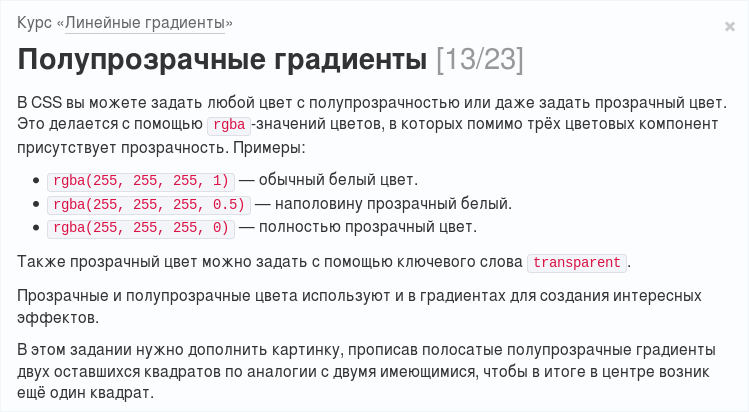 Курс «Линейные градиенты»
Полупрозрачные градиенты [13/23]
В CSS вы можете задать любой цвет с полупрозрачностью или даже задать прозрачный цвет.
Это делается с помощью rgba-значений цветов, в которых помимо трёх цветовых компонент
присутствует прозрачность. Примеры:
• rgba(255, 255, 255, 1) — обычный белый цвет.
• rgba(255, 255, 255, 0.5) — наполовину прозрачный белый.
• rgba(255, 255, 255, 0) — полностью прозрачный цвет.
Также прозрачный цвет можно задать с помощью ключевого слова transparent.
Прозрачные и полупрозрачные цвета используют и в градиентах для создания интересных
эффектов.
В этом задании нужно дополнить картинку, прописав полосатые полупрозрачные градиенты
двух оставшихся квадратов по аналогии с двумя имеющимися, чтобы в итоге в центре возник
ещё один квадрат.